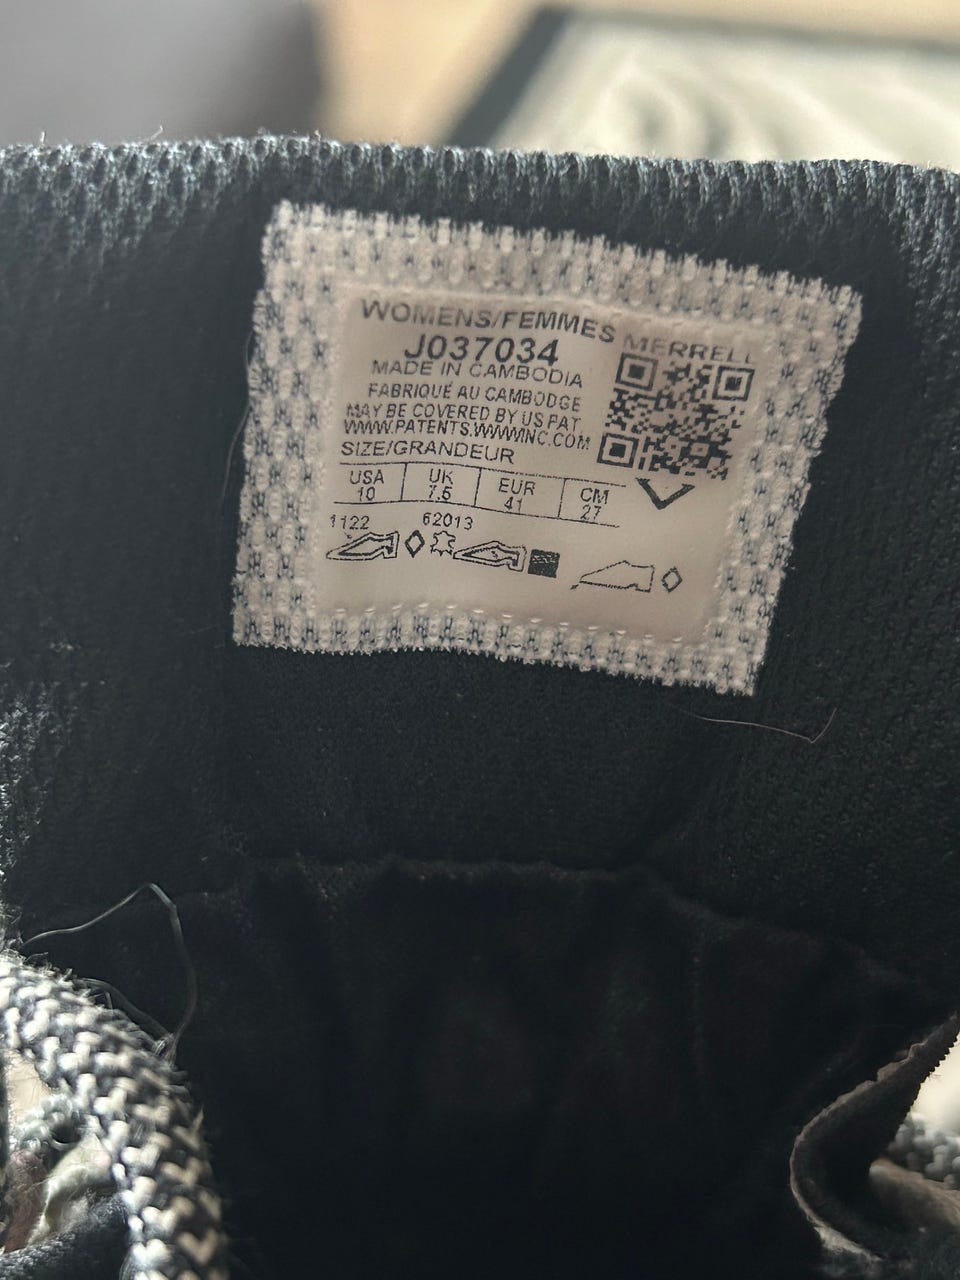 WOMENS/FEMMES MERRELL
J037034
MADE IN CAMBODIA
FABRIQUÉ AU CAMBODGE
MAY BE COVERED BY US PAT.
WWW.PATENTS.WWWINC.COM
SIZE/GRANDEUR
USA UK EUR CM
10 7.5 41 27
1122 62013